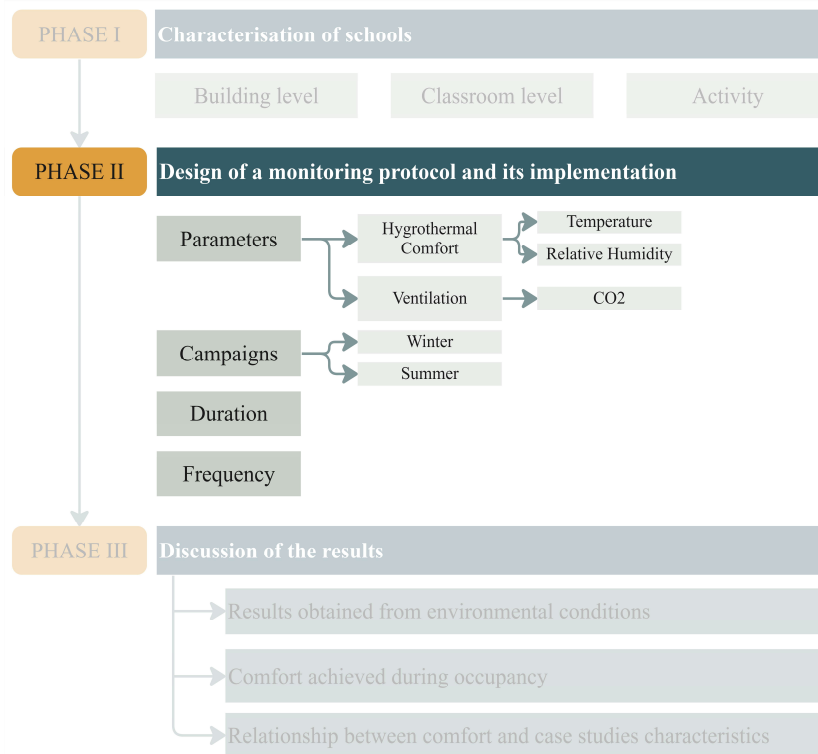 PHASE I
Characterisation of schools
Building level
Classroom level
Activity
PHASE II
Design of a monitoring protocol and its implementation
Parameters
Hygrothermal
Comfort
Temperature
Relative Humidity
Ventilation
CO2
Campaigns
Winter
Summer
Duration
Frequency
PHASE III
Discussion of the results
Results obtained from environmental conditions
Comfort achieved during occupancy
Relationship between comfort and case studies characteristics